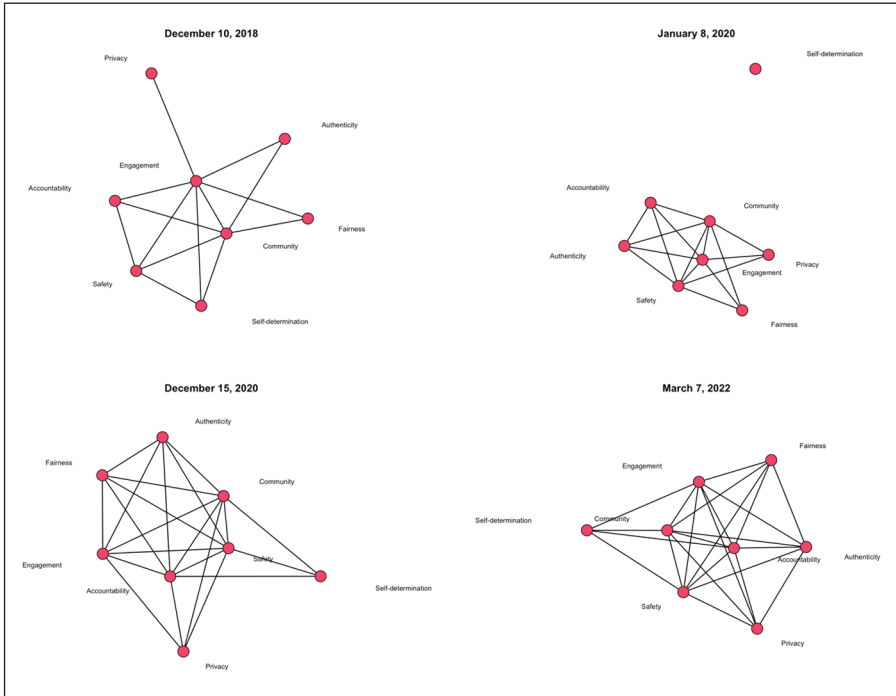 December 10, 2018
Privacy
Authenticity
Engagement
Accountability
Fairness
Community
Safety
Self-determination
January 8, 2020
Self-determination
Accountability
Community
Authenticity
Privacy
Engagement
Safety
Fairness
December 15, 2020
Authenticity
Fairness
Community
Safety
Engagement
Accountability
Self-determination
Privacy
March 7, 2022
Fairness
Engagement
Self-determination
Community
Authenticity
Accountability
Safety
Privacy